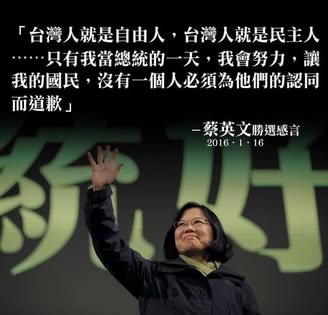 「台灣人就是自由人，台灣人就是民主人
……只有我當總統的一天，我會努力，讓
我的國民，沒有一個人必須為他們的認同
而道歉」
－蔡英文勝選感言
2016．1．16
統好